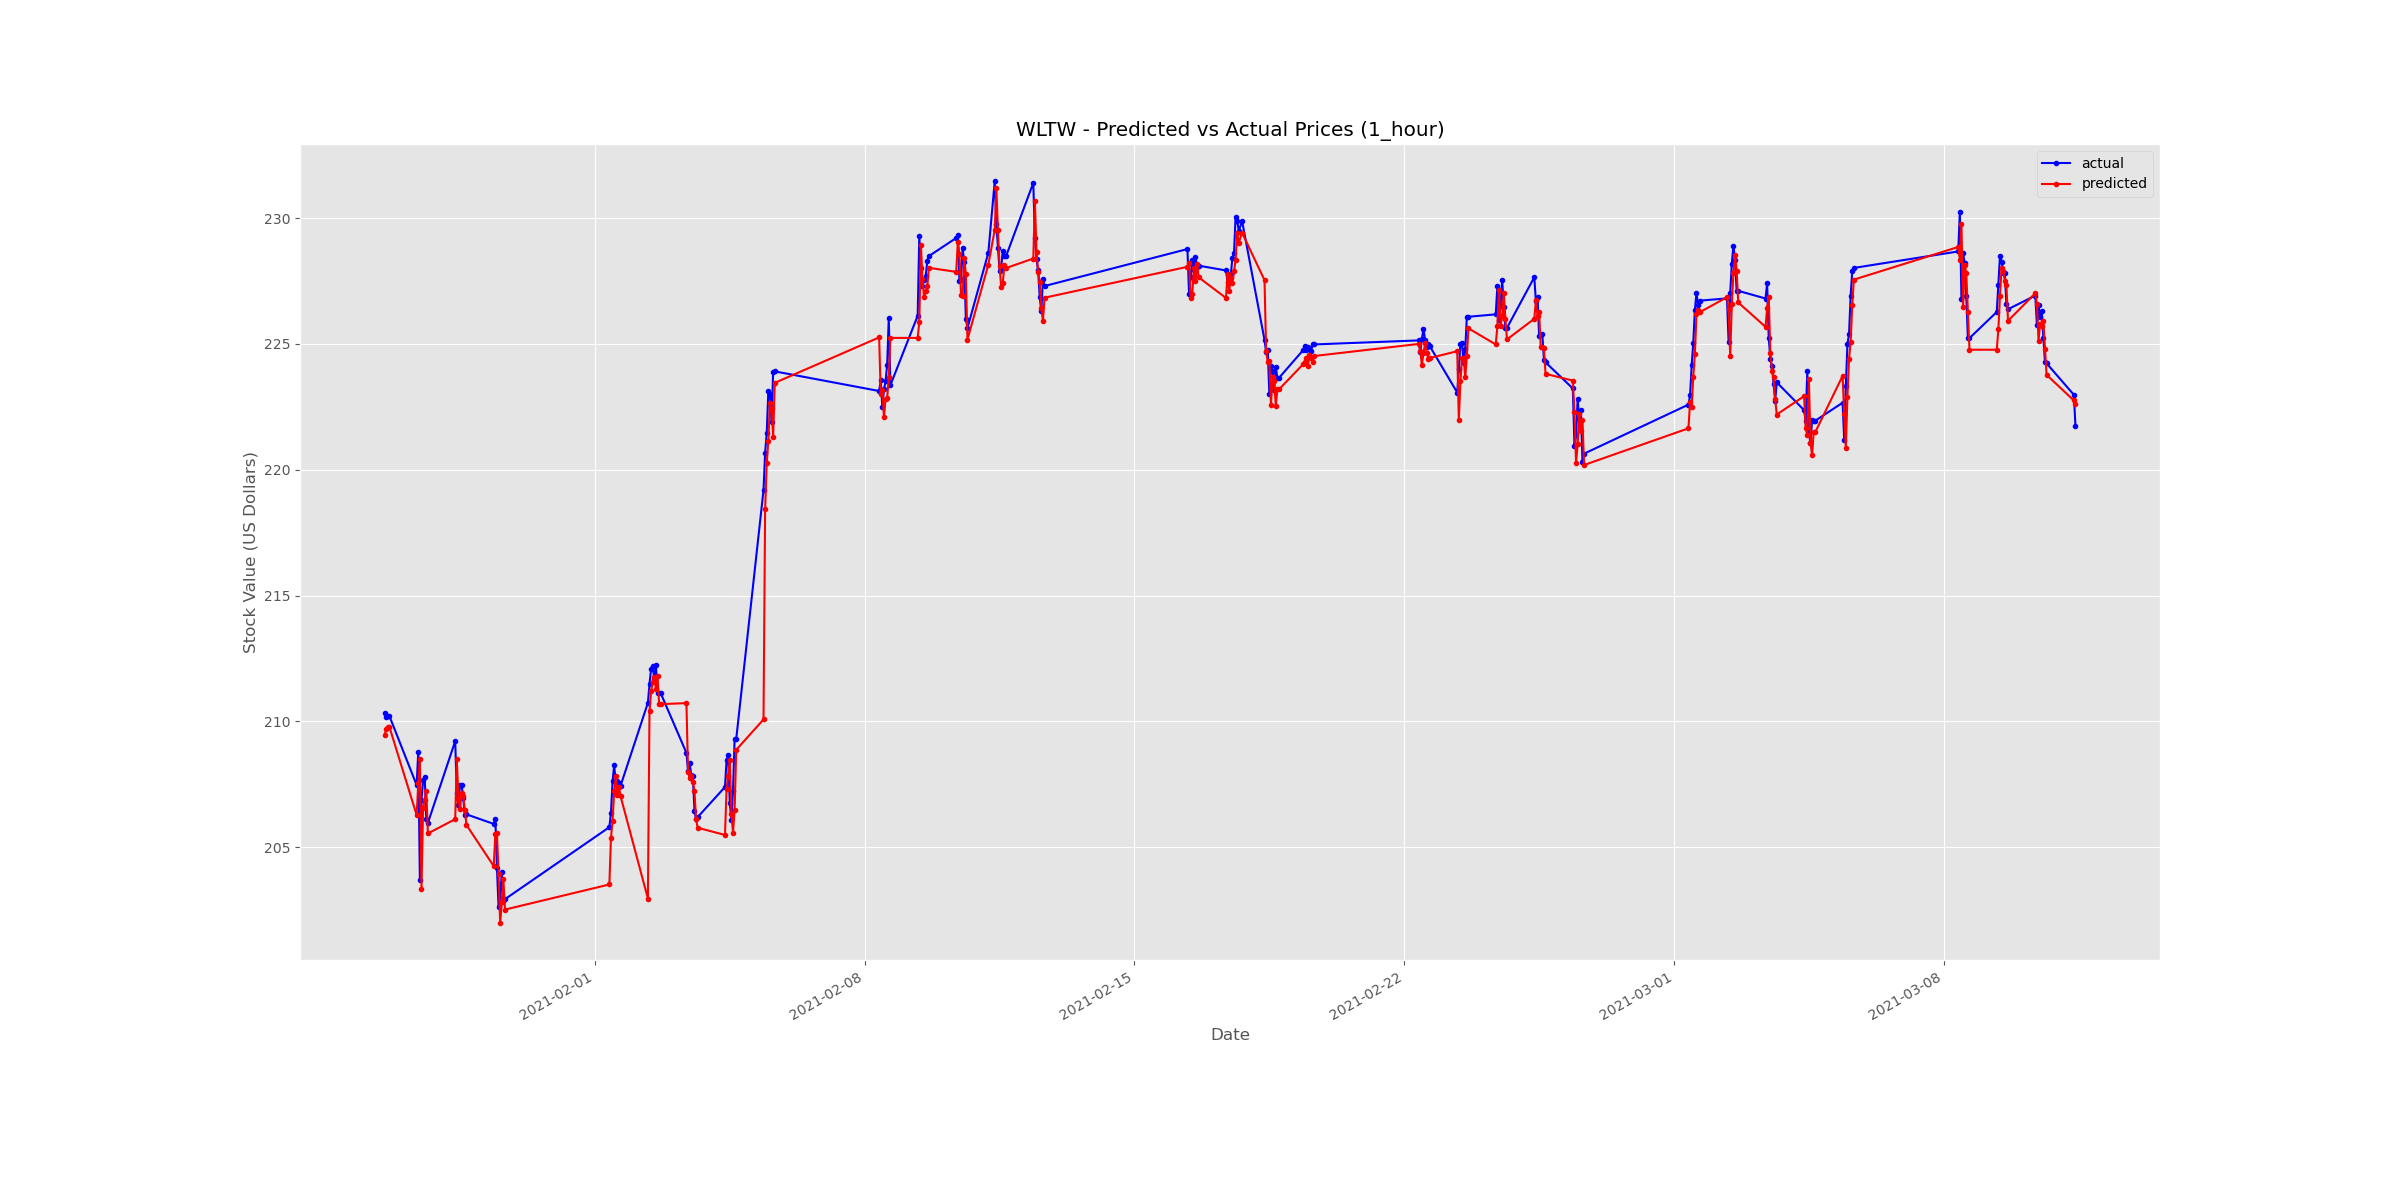 WLTW - Predicted vs Actual Prices (1_hour)
actual
predicted
230
225
220
215
210
205
Stock Value (US Dollars)
2021-02-01
2021-02-08
2021-02-15
2021-02-22
2021-03-01
2021-03-08
Date